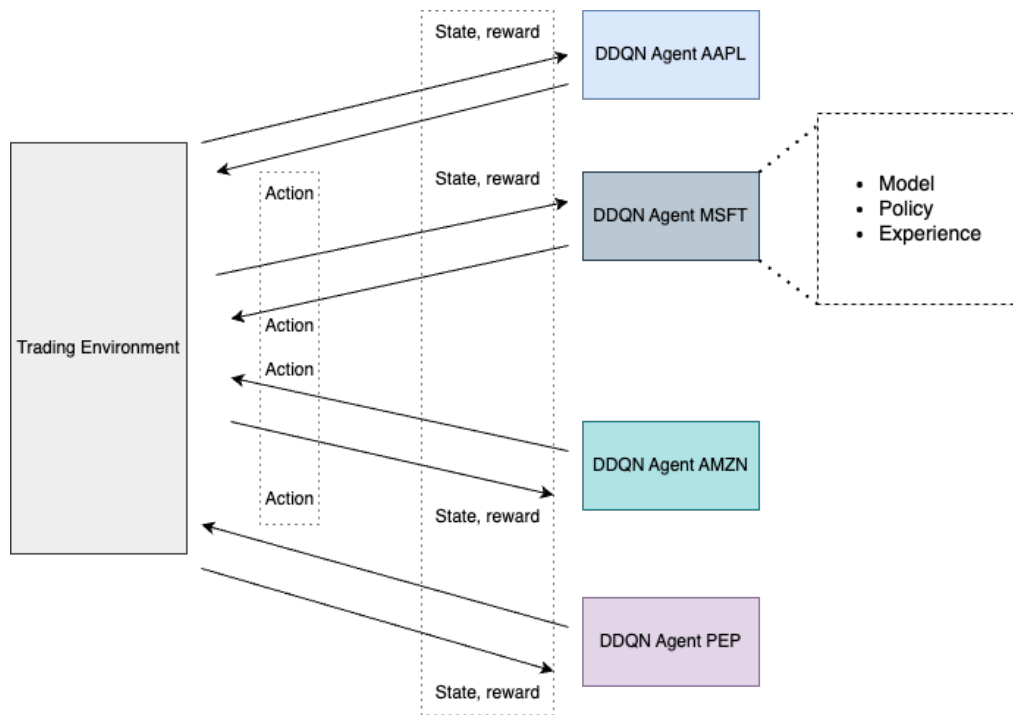 State, reward
DDQN Agent AAPL
State, reward
Action
DDQN Agent MSFT
• Model
• Policy
• Experience
Action
Trading Environment
Action
DDQN Agent AMZN
Action
State, reward
DDQN Agent PEP
State, reward